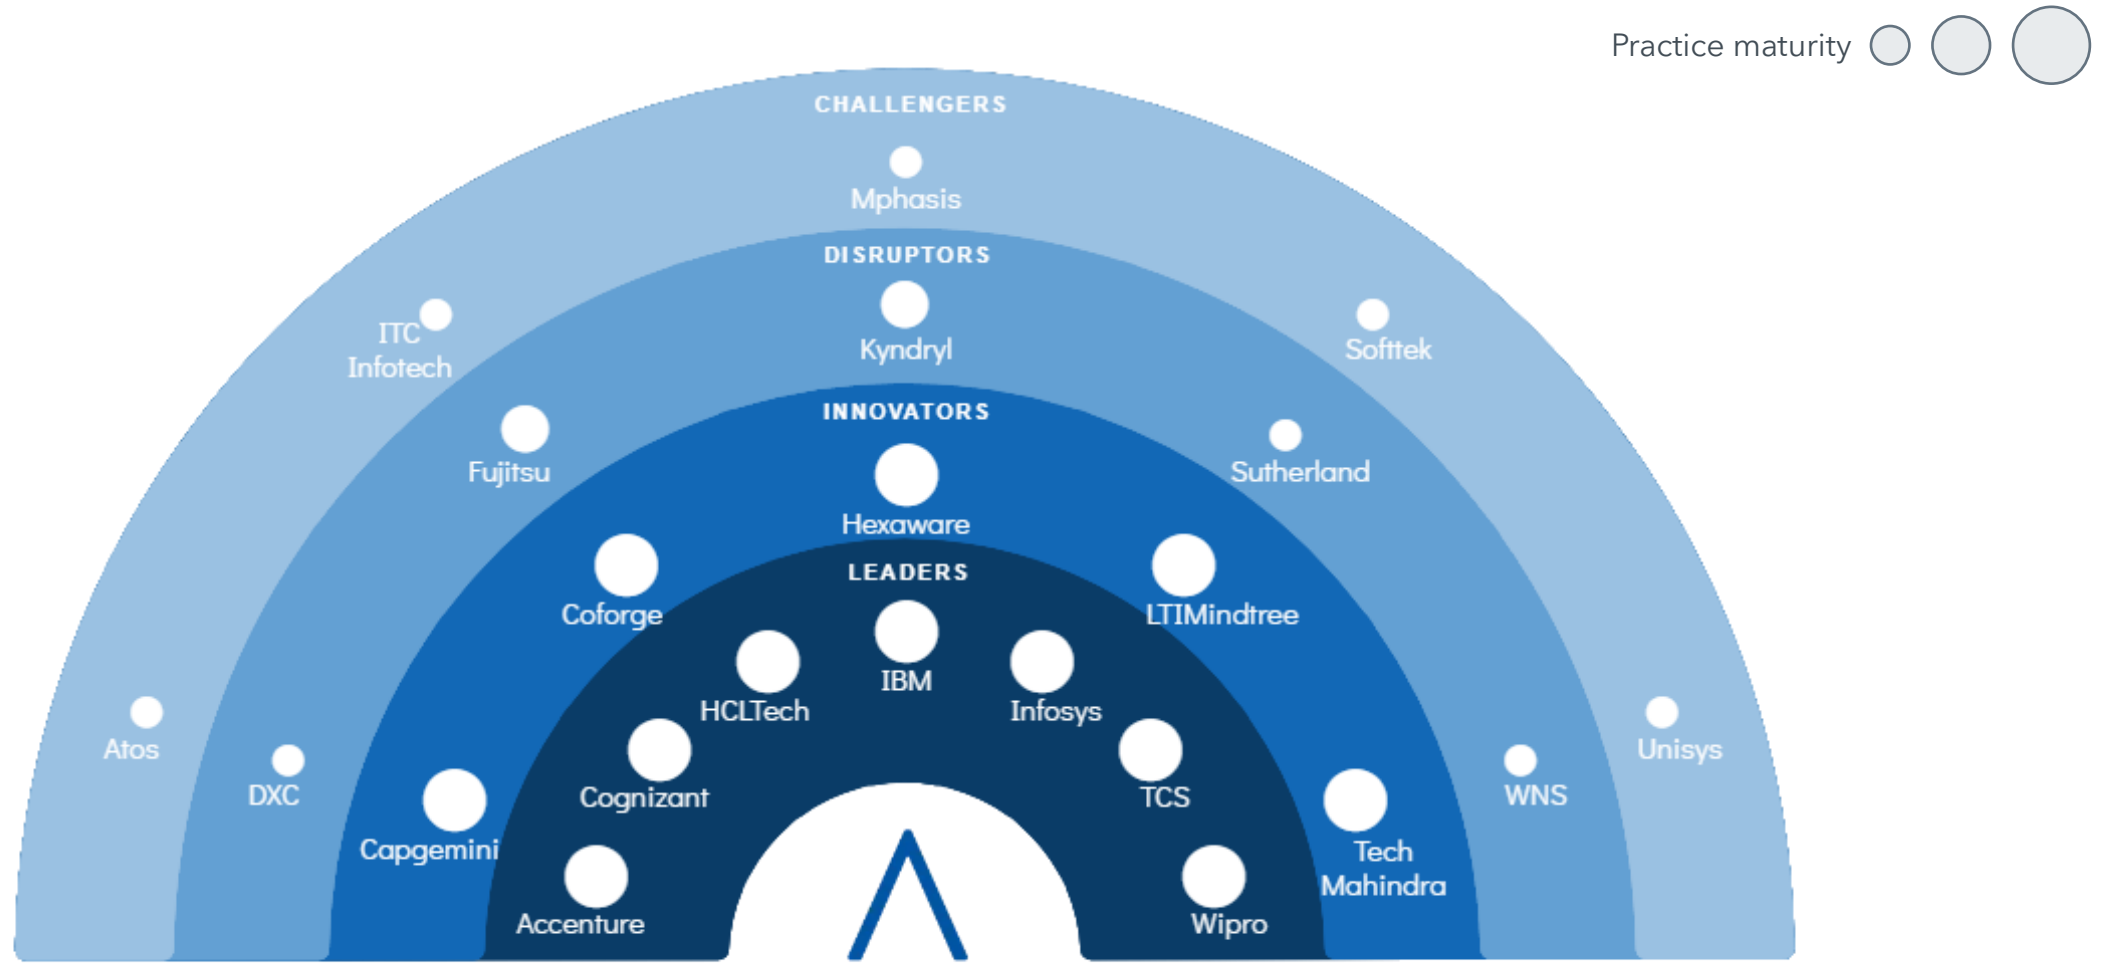 Practice maturity
CHALLENGERS
Mphasis
ITC
Infotech
Softtek
Atos
Unisys
DISRUPTORS
Kyndryl
Fujitsu
Sutherland
DXC
WNS
INNOVATORS
Hexaware
Coforge
LTIMindtree
Capgemini
Tech
Mahindra
LEADERS
IBM
HCLTech
Infosys
Cognizant
TCS
Accenture
Wipro